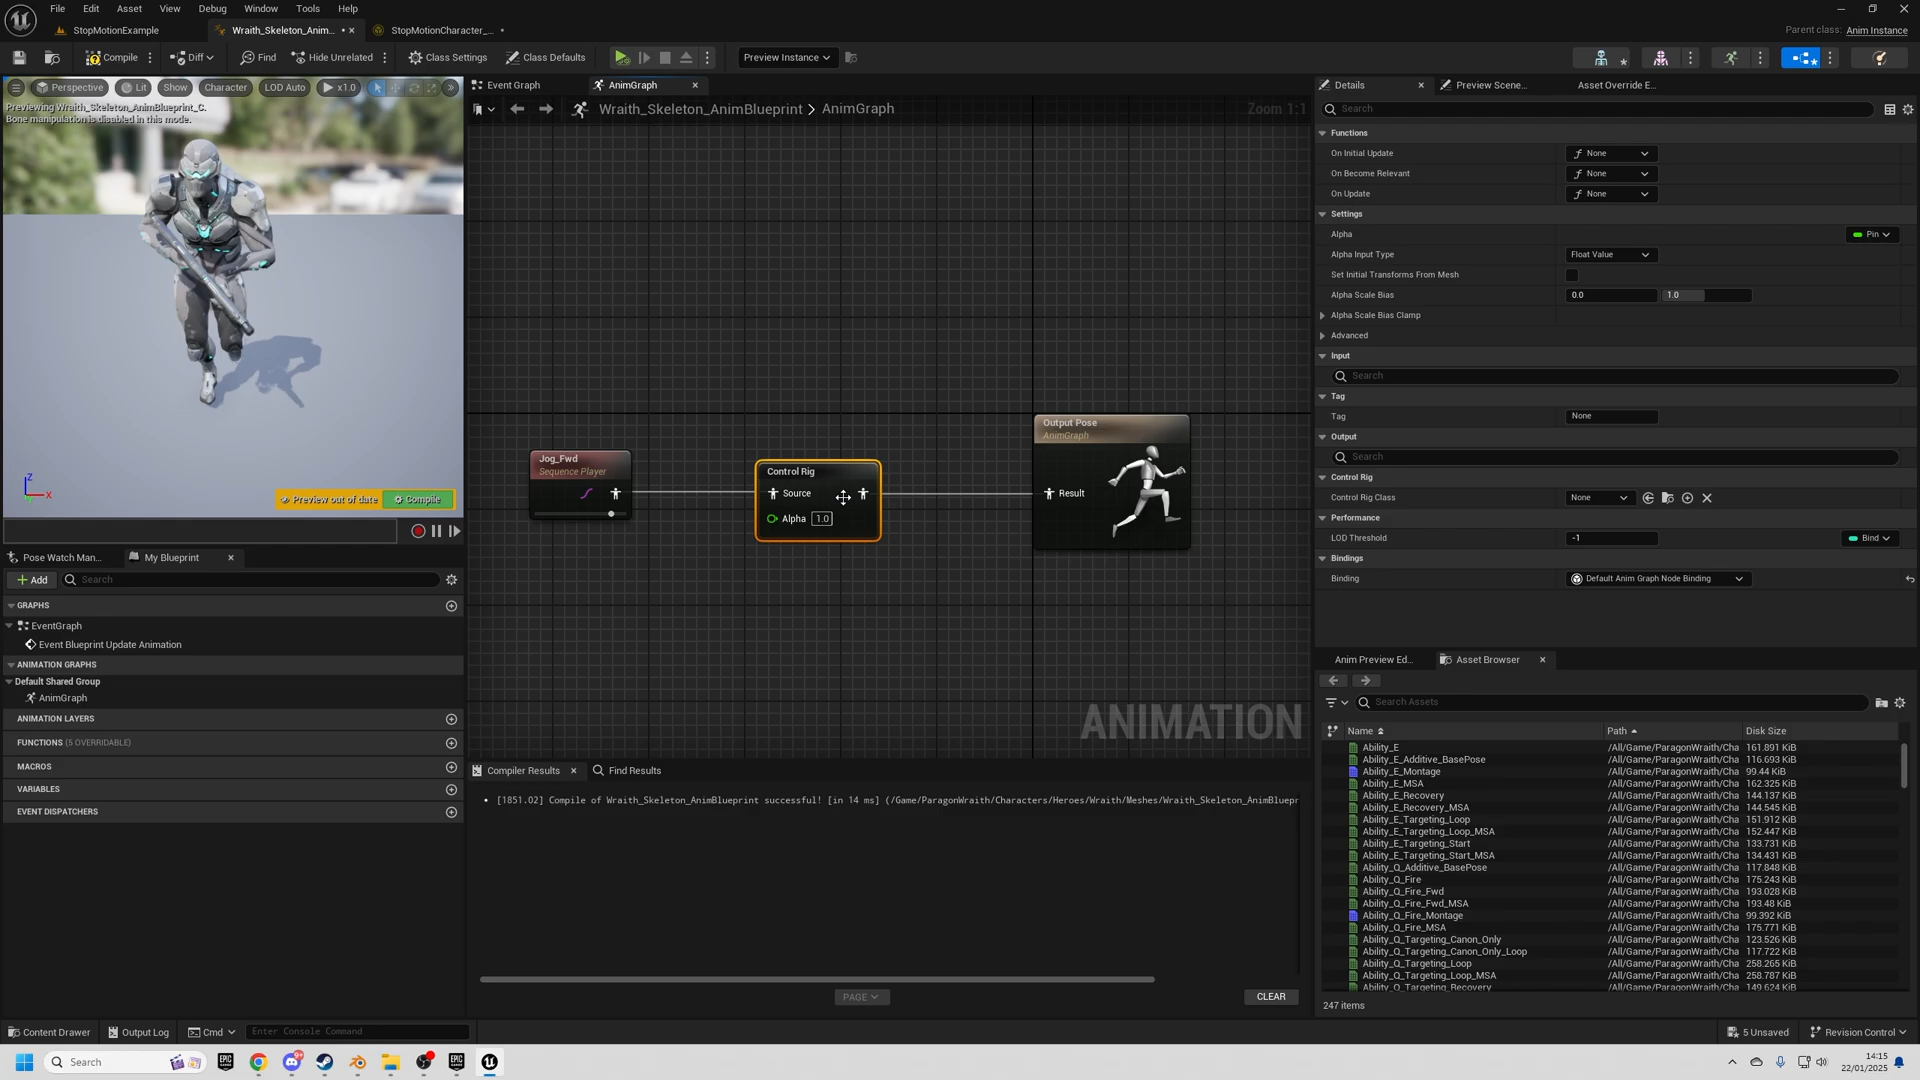 File Edit Asset View Window Debug Tools Help
StopMotionExample
Wraith_Skeleton_Anim...
StopMotionCharacter_...
Parent class: Anim Instance
Compile Diff Find Hide Unrelated Class Settings Class Defaults Preview Instance
Perspective Lit Show Character LOD Auto x1.0
Previewing Wraith_Skeleton_AnimBlueprint_C.
Bone manipulation is disabled in this mode.
Z
X
Preview out of date Compile
Pose Watch Man... My Blueprint
Add Search
GRAPHS
EventGraph
Event Blueprint Update Animation
ANIMATION GRAPHS
Default Shared Group
AnimGraph
ANIMATION LAYERS
FUNCTIONS (5 OVERRIDABLE)
MACROS
VARIABLES
EVENT DISPATCHERS
Event Graph AnimGraph
Wraith_Skeleton_AnimBlueprint > AnimGraph
Zoom 1:1
Jog_Fwd
Sequence Player
Control Rig
Source
Alpha 1.0
Output Pose
AnimGraph
Result
ANIMATION
Compiler Results Find Results
[1851.02] Compile of Wraith_Skeleton_AnimBlueprint successful! [in 14 ms] (/Game/ParagonWraith/Characters/Heroes/Wraith/Meshes/Wraith_Skeleton_AnimBluepr
PAGE
CLEAR
Details Preview Scene... Asset Override E...
Search
Functions
On Initial Update None
On Become Relevant None
On Update None
Settings
Alpha Pin
Alpha Input Type Float Value
Set Initial Transforms From Mesh
Alpha Scale Bias 0.0 1.0
Alpha Scale Bias Clamp
Advanced
Input
Search
Tag
Tag None
Output
Search
Control Rig
Control Rig Class None
Performance
LOD Threshold -1 Bind
Bindings
Binding Default Anim Graph Node Binding
Anim Preview Ed... Asset Browser
Search Assets
Name Path Disk Size
Ability_E /All/Game/ParagonWraith/Cha 161.891 KiB
Ability_E_Additive_BasePose /All/Game/ParagonWraith/Cha 116.693 KiB
Ability_E_Montage /All/Game/ParagonWraith/Cha 99.44 KiB
Ability_E_MSA /All/Game/ParagonWraith/Cha 162.325 KiB
Ability_E_Recovery /All/Game/ParagonWraith/Cha 144.137 KiB
Ability_E_Recovery_MSA /All/Game/ParagonWraith/Cha 144.545 KiB
Ability_E_Targeting_Loop /All/Game/ParagonWraith/Cha 151.912 KiB
Ability_E_Targeting_Loop_MSA /All/Game/ParagonWraith/Cha 152.447 KiB
Ability_E_Targeting_Start /All/Game/ParagonWraith/Cha 133.731 KiB
Ability_E_Targeting_Start_MSA /All/Game/ParagonWraith/Cha 134.431 KiB
Ability_Q_Additive_BasePose /All/Game/ParagonWraith/Cha 117.848 KiB
Ability_Q_Fire /All/Game/ParagonWraith/Cha 175.243 KiB
Ability_Q_Fire_Fwd /All/Game/ParagonWraith/Cha 193.028 KiB
Ability_Q_Fire_Fwd_MSA /All/Game/ParagonWraith/Cha 193.48 KiB
Ability_Q_Fire_Montage /All/Game/ParagonWraith/Cha 99.392 KiB
Ability_Q_Fire_MSA /All/Game/ParagonWraith/Cha 175.771 KiB
Ability_Q_Targeting_Canon_Only /All/Game/ParagonWraith/Cha 123.526 KiB
Ability_Q_Targeting_Canon_Only_Loop /All/Game/ParagonWraith/Cha 117.722 KiB
Ability_Q_Targeting_Loop /All/Game/ParagonWraith/Cha 258.265 KiB
Ability_Q_Targeting_Loop_MSA /All/Game/ParagonWraith/Cha 258.787 KiB
Ability_Q_Targeting_Recovery /All/Game/ParagonWraith/Cha 149.624 KiB
247 items
Content Drawer Output Log Cmd Enter Console Command
5 Unsaved Revision Control
Search
9+
14:15
22/01/2025